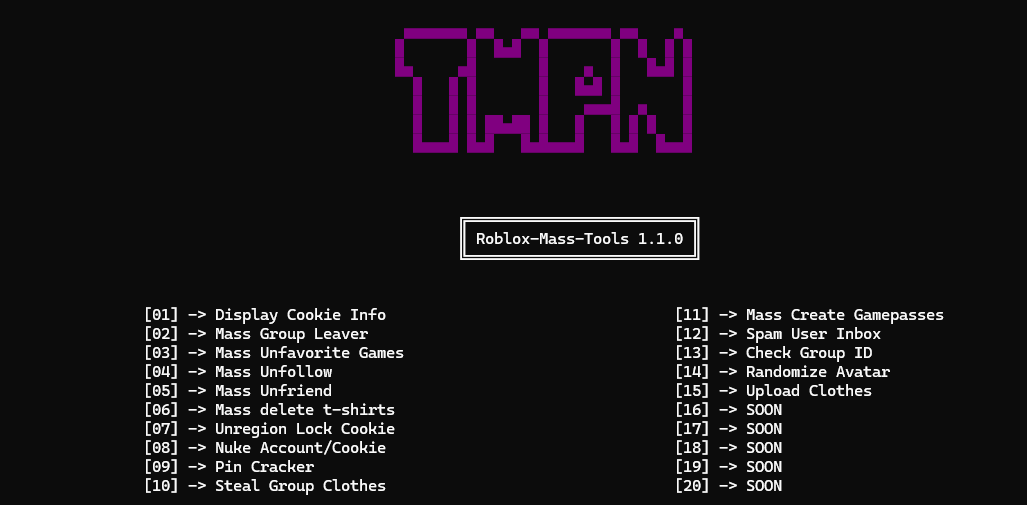 Roblox-Mass-Tools 1.1.0
[01] -> Display Cookie Info
[02] -> Mass Group Leaver
[03] -> Mass Unfavorite Games
[04] -> Mass Unfollow
[05] -> Mass Unfriend
[06] -> Mass delete t-shirts
[07] -> Unregion Lock Cookie
[08] -> Nuke Account/Cookie
[09] -> Pin Cracker
[10] -> Steal Group Clothes
[11] -> Mass Create Gamepasses
[12] -> Spam User Inbox
[13] -> Check Group ID
[14] -> Randomize Avatar
[15] -> Upload Clothes
[16] -> SOON
[17] -> SOON
[18] -> SOON
[19] -> SOON
[20] -> SOON